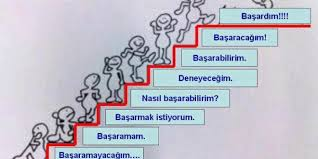 Başardım!!!!
Başaracağım!
Başarabilirim.
Deneyeceğim.
Nasıl başarabilirim?
Başarmak istiyorum.
Başaramam.
Başaramayacağım….